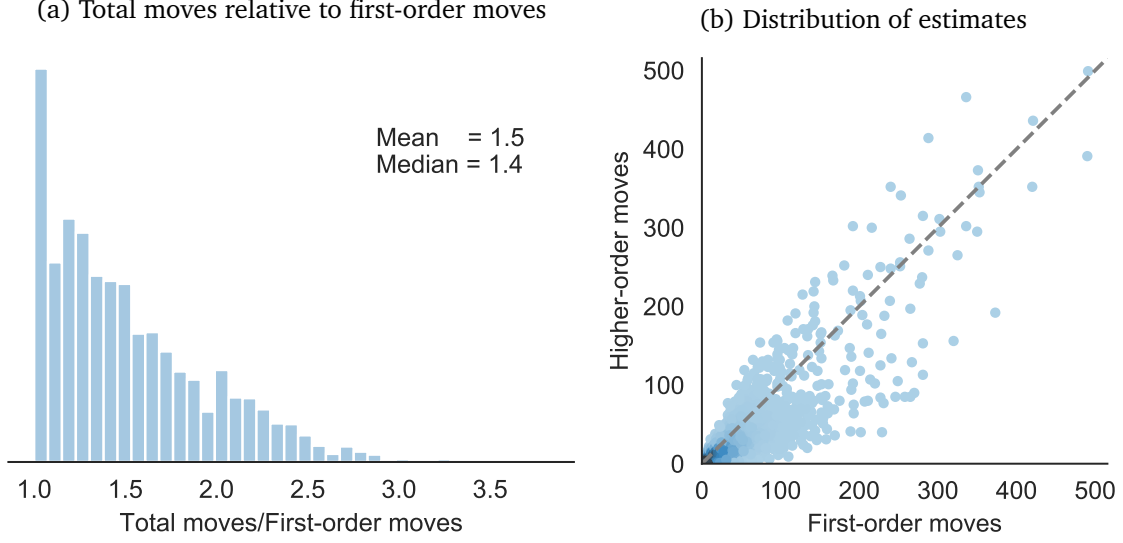 (a) Total moves relative to first-order moves
Mean = 1.5
Median = 1.4
1.0 1.5 2.0 2.5 3.0 3.5
Total moves/First-order moves
(b) Distribution of estimates
500
400
300
200
100
0
Higher-order moves
0 100 200 300 400 500
First-order moves